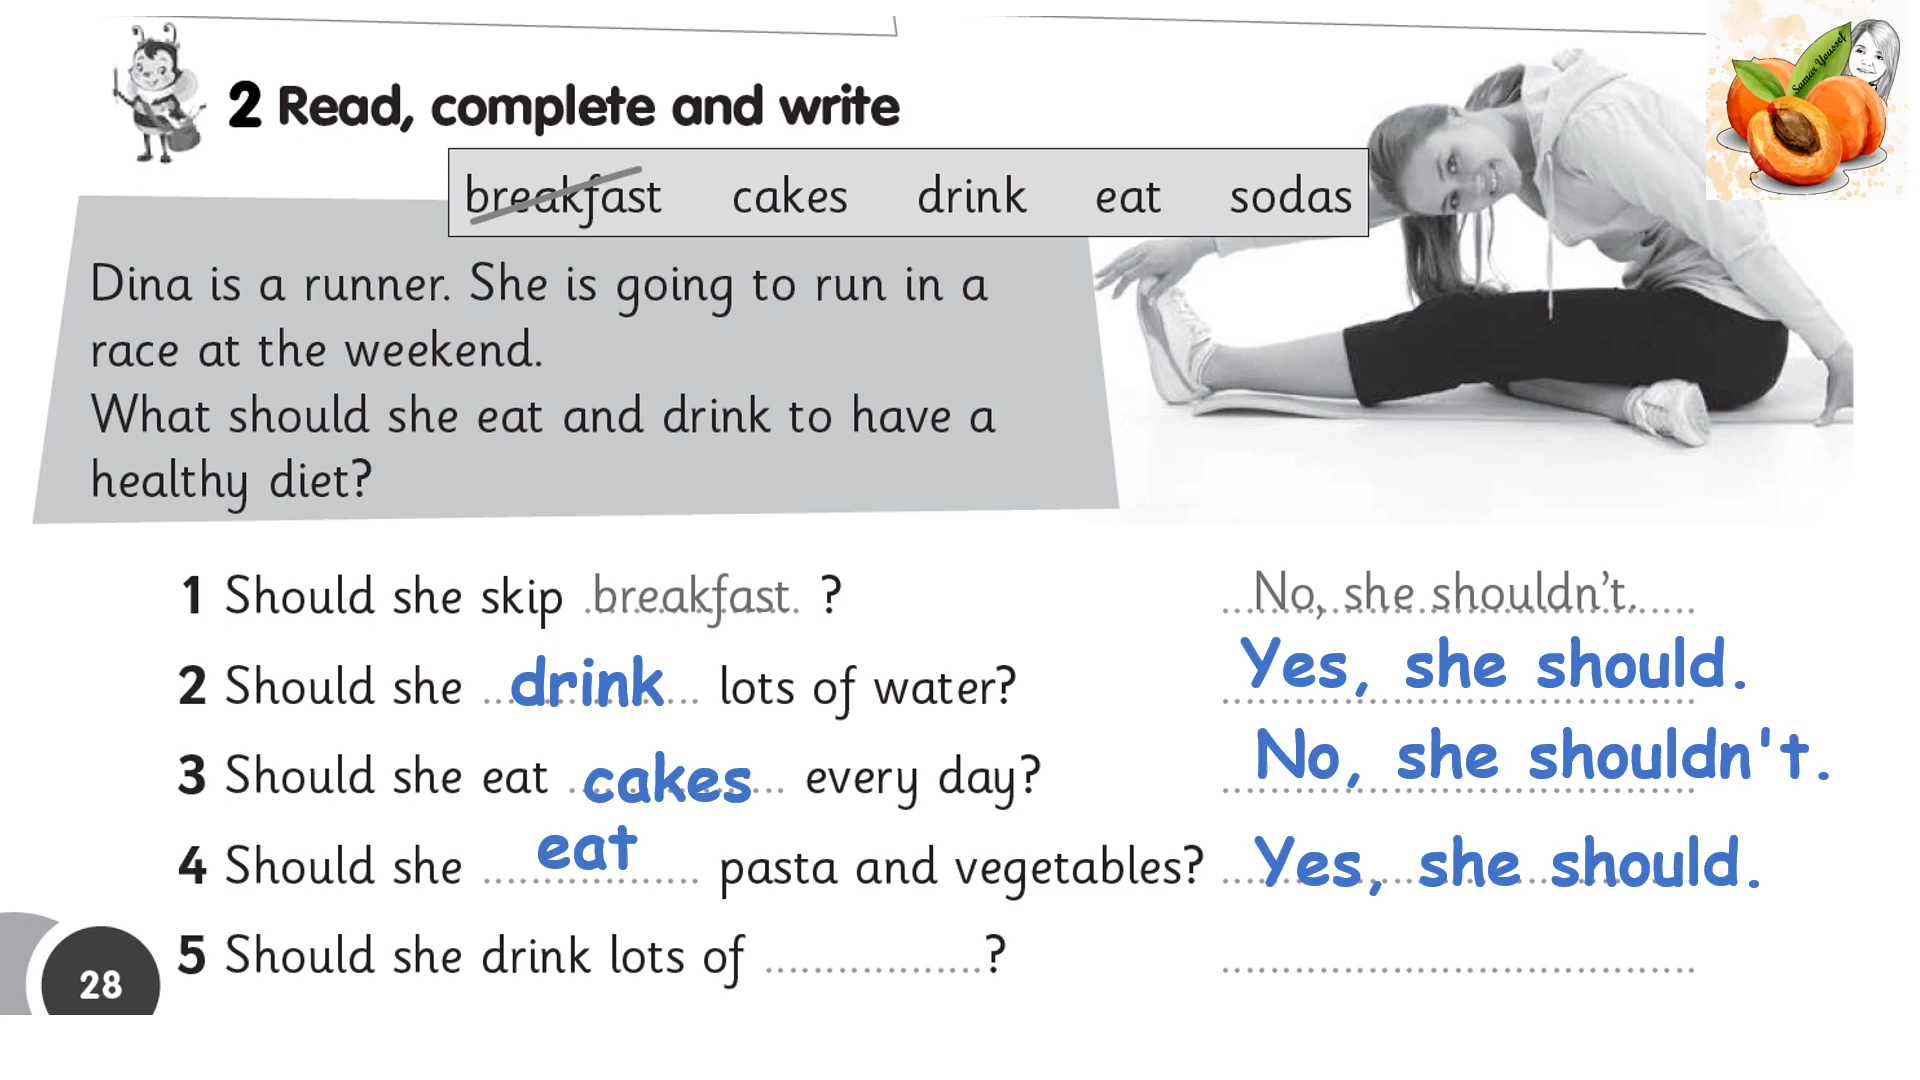 2 Read, complete and write
breakfast cakes drink eat sodas
Dina is a runner. She is going to run in a
race at the weekend.
What should she eat and drink to have a
healthy diet?
1 Should she skip breakfast ? No, she shouldn't.
2 Should she drink lots of water? Yes, she should.
3 Should she eat cakes every day? No, she shouldn't.
4 Should she eat pasta and vegetables? Yes, she should.
5 Should she drink lots of ..................?
28
Samar Youssef